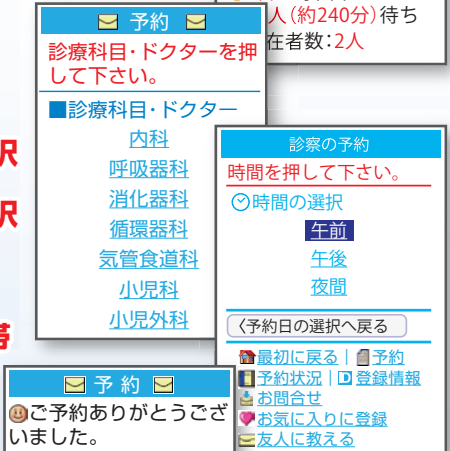 人(約240分)待ち
在者数:2人
予約
診療科目・ドクターを押
して下さい。
■診療科目・ドクター
内科
呼吸器科
消化器科
循環器科
気管食道科
小児科
小児外科
択
択
帯
診察の予約
時間を押して下さい。
時間の選択
午前
午後
夜間
〈予約日の選択へ戻る
最初に戻る|予約
予約状況|D登録情報
お問合せ
お気に入りに登録
友人に教える
予約
ご予約ありがとうござ
いました。